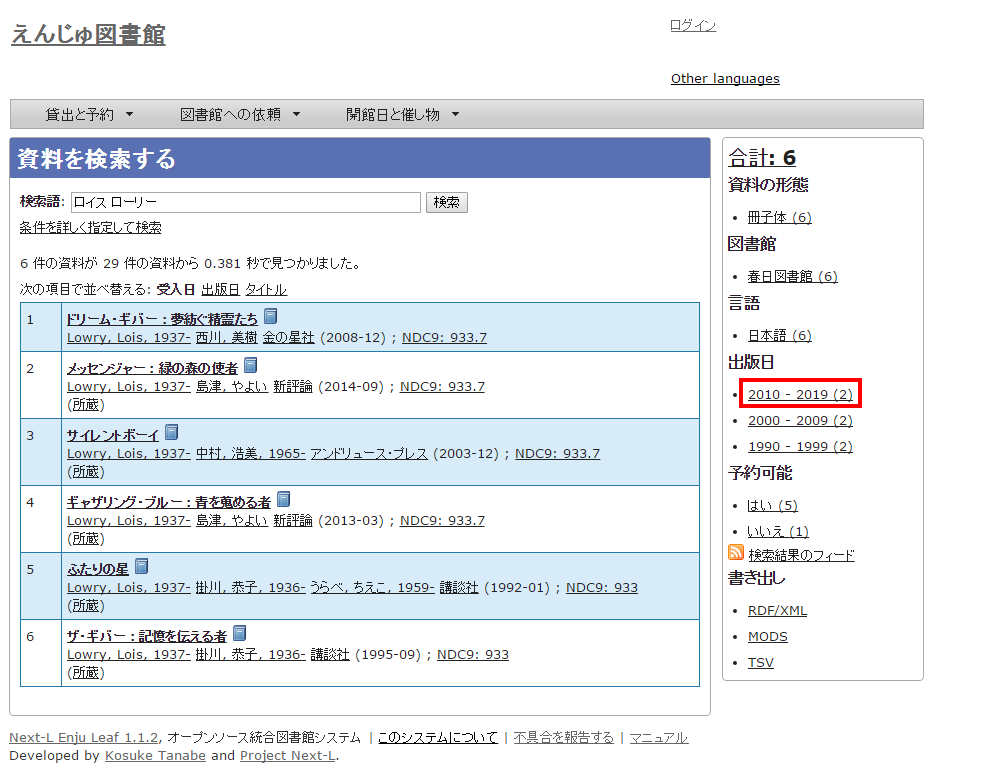 えんじゅ図書館
ログイン
Other languages
貸出と予約 ▼ 図書館への依頼 ▼ 開館日と催し物 ▼
資料を検索する
検索語: ロイス ローリー 検索
条件を詳しく指定して検索
6 件の資料が 29 件の資料から 0.381 秒で見つかりました。
次の項目で並べ替える: 受入日 出版日 タイトル
1 ドリーム・ギバー : 夢紡ぐ精霊たち
Lowry, Lois, 1937- 西川, 美樹 金の星社 (2008-12) ; NDC9: 933.7
2 メッセンジャー : 緑の森の使者
Lowry, Lois, 1937- 島津, やよい 新評論 (2014-09) ; NDC9: 933.7
(所蔵)
3 サイレントボーイ
Lowry, Lois, 1937- 中村, 浩美, 1965- アンドリュース・プレス (2003-12) ; NDC9: 933.7
(所蔵)
4 ギャザリング・ブルー : 青を蒐める者
Lowry, Lois, 1937- 島津, やよい 新評論 (2013-03) ; NDC9: 933.7
(所蔵)
5 ふたりの星
Lowry, Lois, 1937- 掛川, 恭子, 1936- うらべ, ちえこ, 1959- 講談社 (1992-01) ; NDC9: 933
(所蔵)
6 ザ・ギバー : 記憶を伝える者
Lowry, Lois, 1937- 掛川, 恭子, 1936- 講談社 (1995-09) ; NDC9: 933
(所蔵)
合計: 6
資料の形態
• 冊子体 (6)
図書館
• 春日図書館 (6)
言語
• 日本語 (6)
出版日
• 2010 - 2019 (2)
• 2000 - 2009 (2)
• 1990 - 1999 (2)
予約可能
• はい (5)
• いいえ (1)
検索結果のフィード
書き出し
• RDF/XML
• MODS
• TSV
Next-L Enju Leaf 1.1.2, オープンソース統合図書館システム | このシステムについて | 不具合を報告する | マニュアル
Developed by Kosuke Tanabe and Project Next-L.